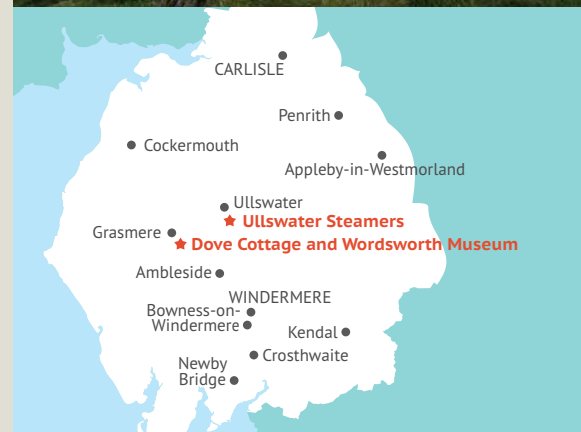 CARLISLE
Penrith
Cockermouth
Appleby-in-Westmorland
Ullswater
Ullswater Steamers
Grasmere
Dove Cottage and Wordsworth Museum
Ambleside
WINDERMERE
Bowness-on-
Windermere
Kendal
Crosthwaite
Newby
Bridge